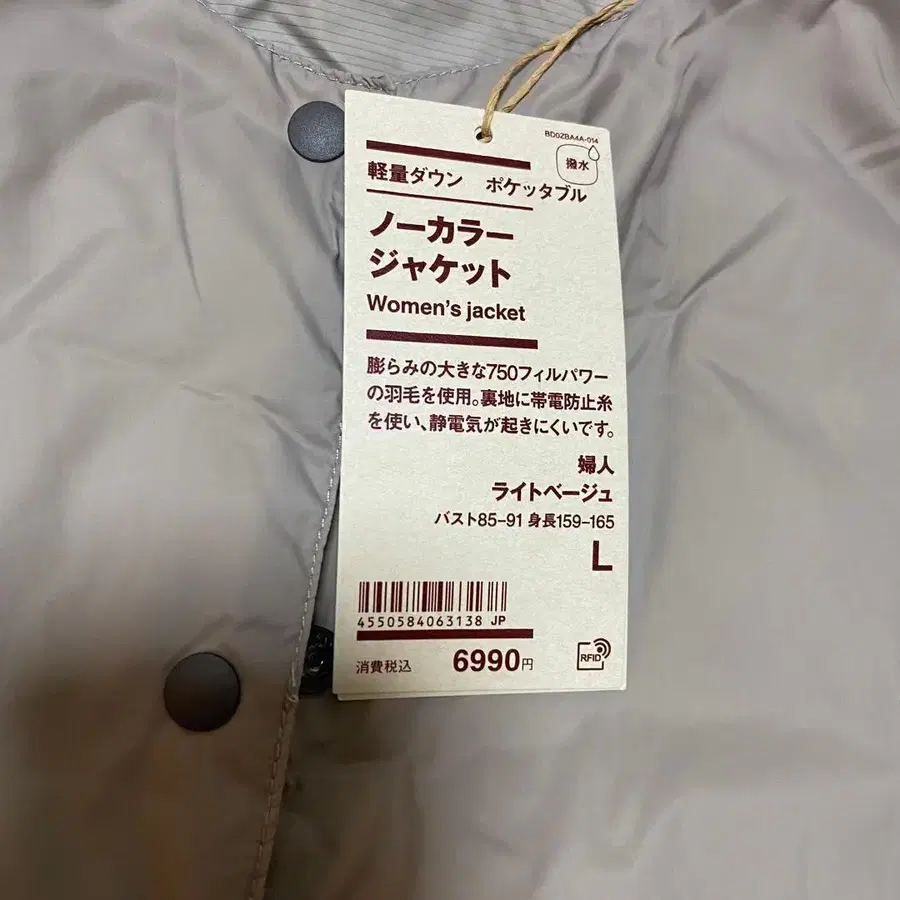 BD0ZBA4A-014
撥水
軽量ダウン ポケッタブル
ノーカラー
ジャケット
Women's jacket
膨らみの大きな750フィルパワー
の羽毛を使用。裏地に帯電防止糸
を使い、静電気が起きにくいです。
婦人
ライトベージュ
バスト85-91 身長159-165
L
4550584063138 JP
消費税込 6990円
RFID